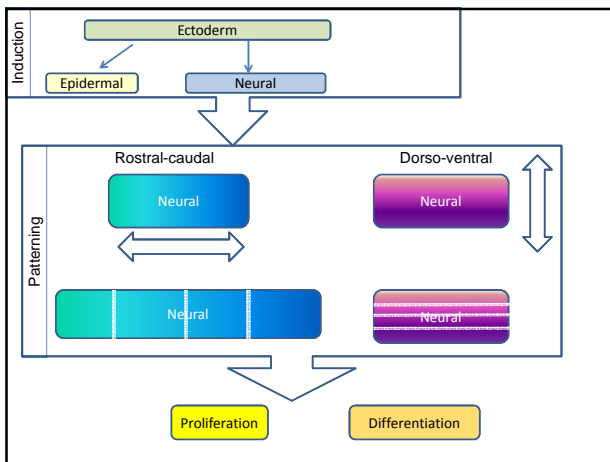 Induction
Ectoderm
Epidermal
Neural
Patterning
Rostral-caudal
Dorso-ventral
Neural
Neural
Neural
Neural
Proliferation
Differentiation